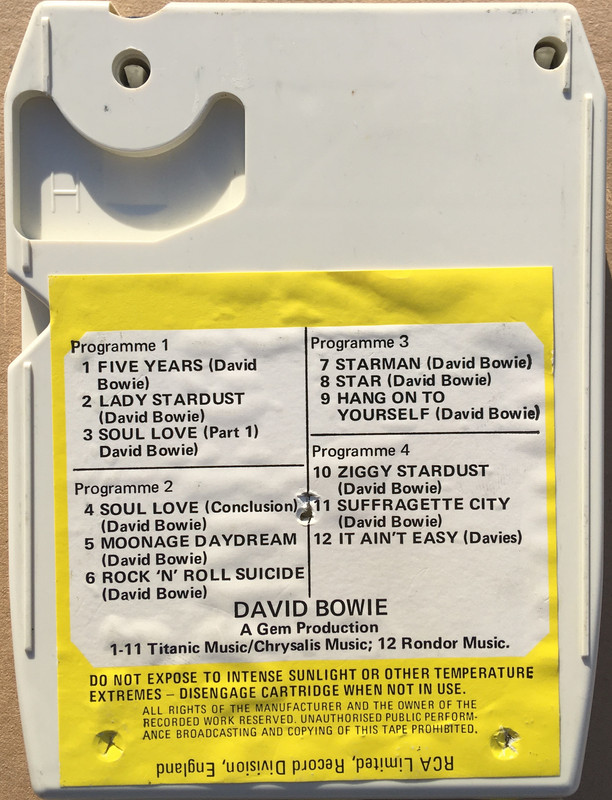 H
Programme 1
1 FIVE YEARS (David
Bowie)
2 LADY STARDUST
(David Bowie)
3 SOUL LOVE (Part 1)
David Bowie)
Programme 2
4 SOUL LOVE (Conclusion)
(David Bowie)
5 MOONAGE DAYDREAM
(David Bowie)
6 ROCK 'N' ROLL SUICIDE
(David Bowie)
Programme 3
7 STARMAN (David Bowie)
8 STAR (David Bowie)
9 HANG ON TO
YOURSELF (David Bowie)
Programme 4
10 ZIGGY STARDUST
(David Bowie)
11 SUFFRAGETTE CITY
(David Bowie)
12 IT AIN'T EASY (Davies)
DAVID BOWIE
A Gem Production
1-11 Titanic Music/Chrysalis Music; 12 Rondor Music.
DO NOT EXPOSE TO INTENSE SUNLIGHT OR OTHER TEMPERATURE
EXTREMES – DISENGAGE CARTRIDGE WHEN NOT IN USE.
ALL RIGHTS OF THE MANUFACTURER AND THE OWNER OF THE
RECORDED WORK RESERVED. UNAUTHORISED PUBLIC PERFORM-
ANCE BROADCASTING AND COPYING OF THIS TAPE PROHIBITED.
RCA Limited, Record Division, England